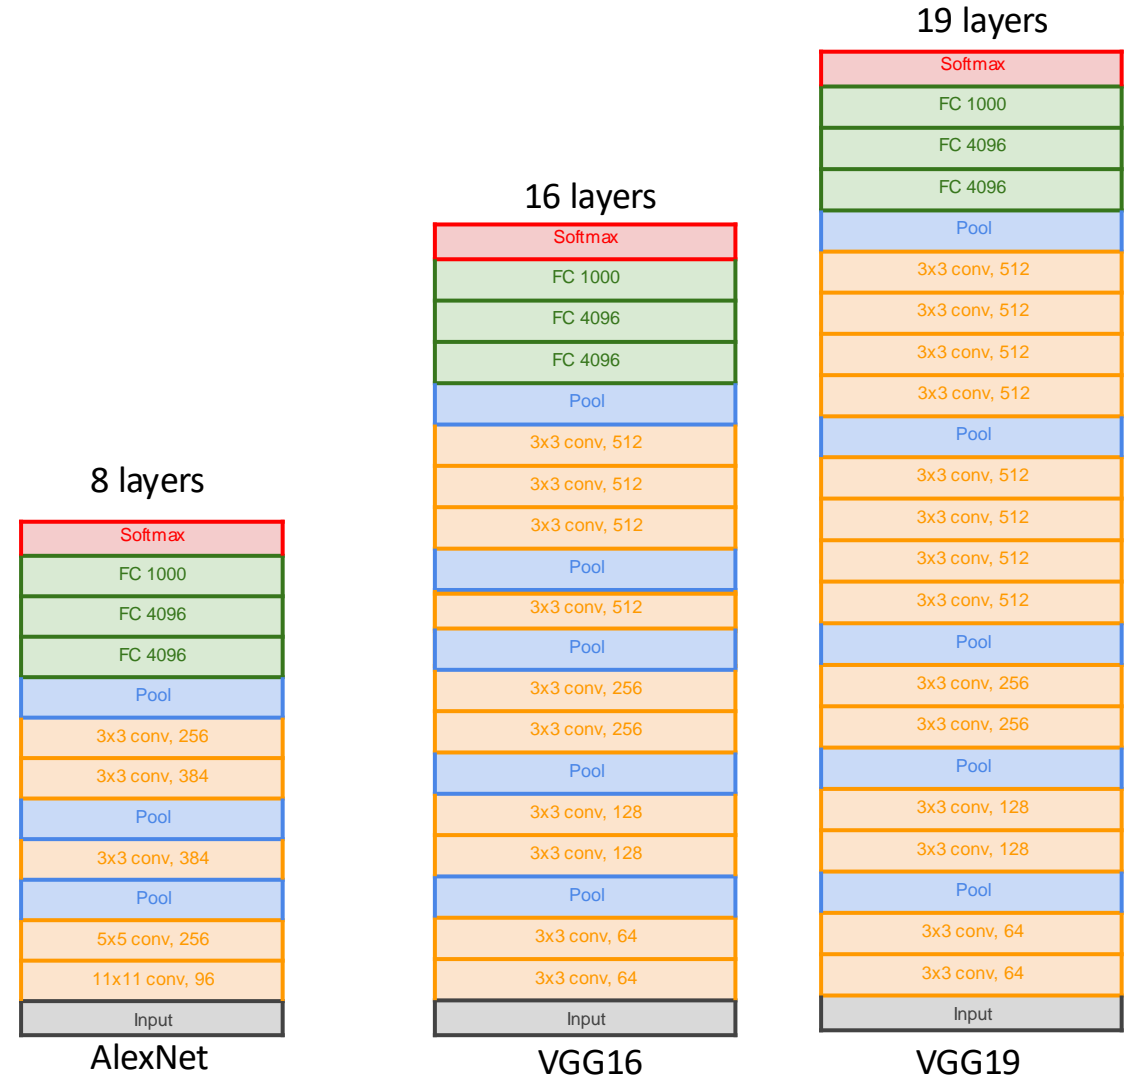 8 layers
Softmax
FC 1000
FC 4096
FC 4096
Pool
3x3 conv, 256
3x3 conv, 384
Pool
3x3 conv, 384
Pool
5x5 conv, 256
11x11 conv, 96
Input
AlexNet
16 layers
Softmax
FC 1000
FC 4096
FC 4096
Pool
3x3 conv, 512
3x3 conv, 512
3x3 conv, 512
Pool
3x3 conv, 512
Pool
3x3 conv, 256
3x3 conv, 256
Pool
3x3 conv, 128
3x3 conv, 128
Pool
3x3 conv, 64
3x3 conv, 64
Input
VGG16
19 layers
Softmax
FC 1000
FC 4096
FC 4096
Pool
3x3 conv, 512
3x3 conv, 512
3x3 conv, 512
3x3 conv, 512
Pool
3x3 conv, 512
3x3 conv, 512
3x3 conv, 512
3x3 conv, 512
Pool
3x3 conv, 256
3x3 conv, 256
Pool
3x3 conv, 128
3x3 conv, 128
Pool
3x3 conv, 64
3x3 conv, 64
Input
VGG19